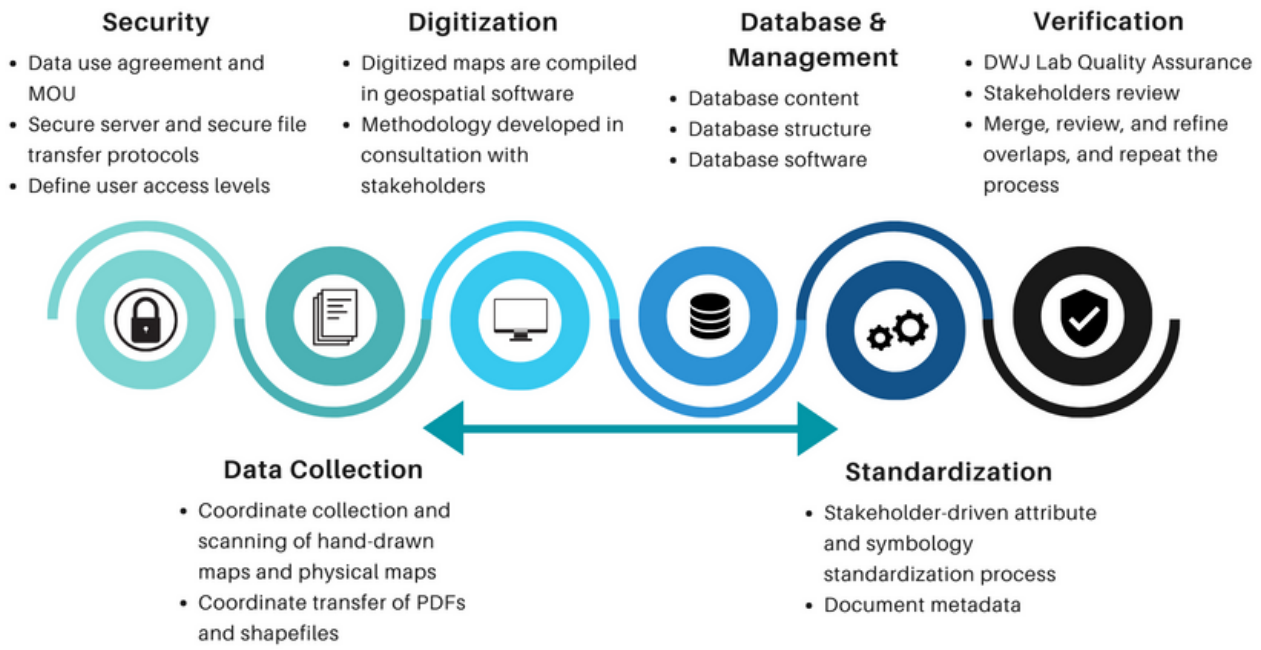 Security
• Data use agreement and
MOU
• Secure server and secure file
transfer protocols
• Define user access levels
Digitization
• Digitized maps are compiled
in geospatial software
• Methodology developed in
consultation with
stakeholders
Database &
Management
• Database content
• Database structure
• Database software
Verification
• DWJ Lab Quality Assurance
• Stakeholders review
• Merge, review, and refine
overlaps, and repeat the
process
Data Collection
• Coordinate collection and
scanning of hand-drawn
maps and physical maps
• Coordinate transfer of PDFs
and shapefiles
Standardization
• Stakeholder-driven attribute
and symbology
standardization process
• Document metadata